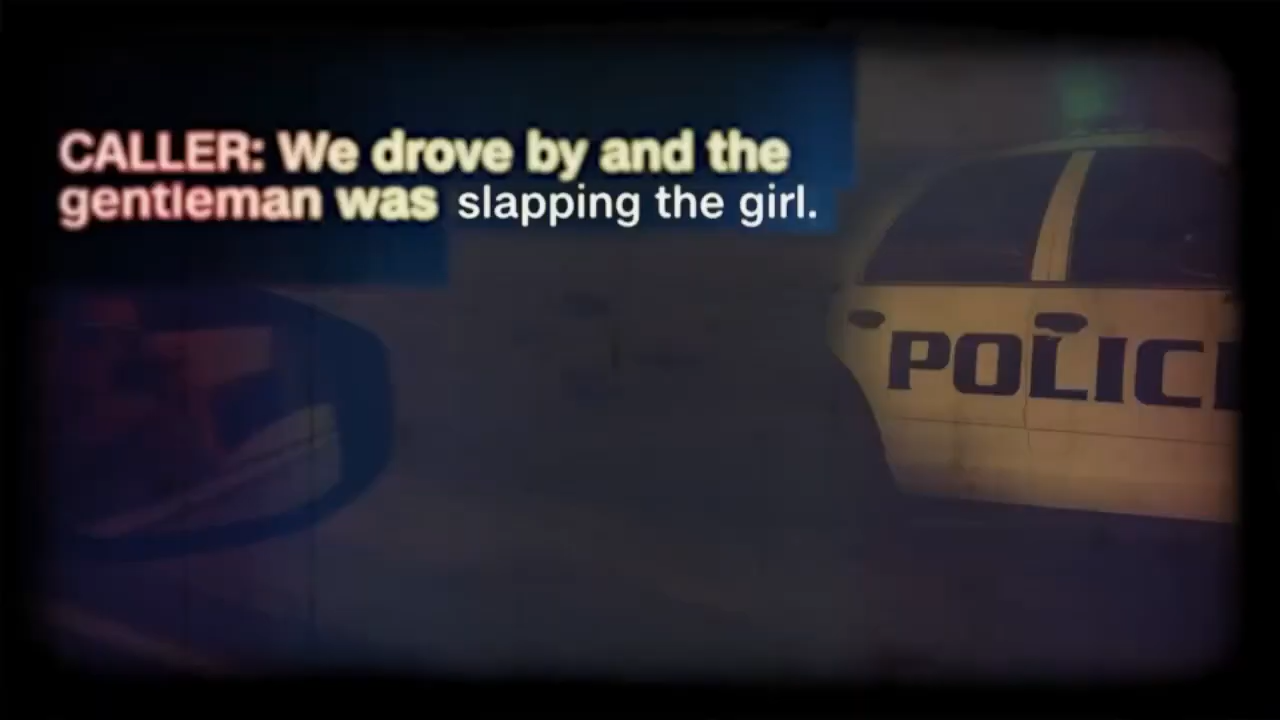 CALLER: We drove by and the
gentleman was slapping the girl.
POLIC